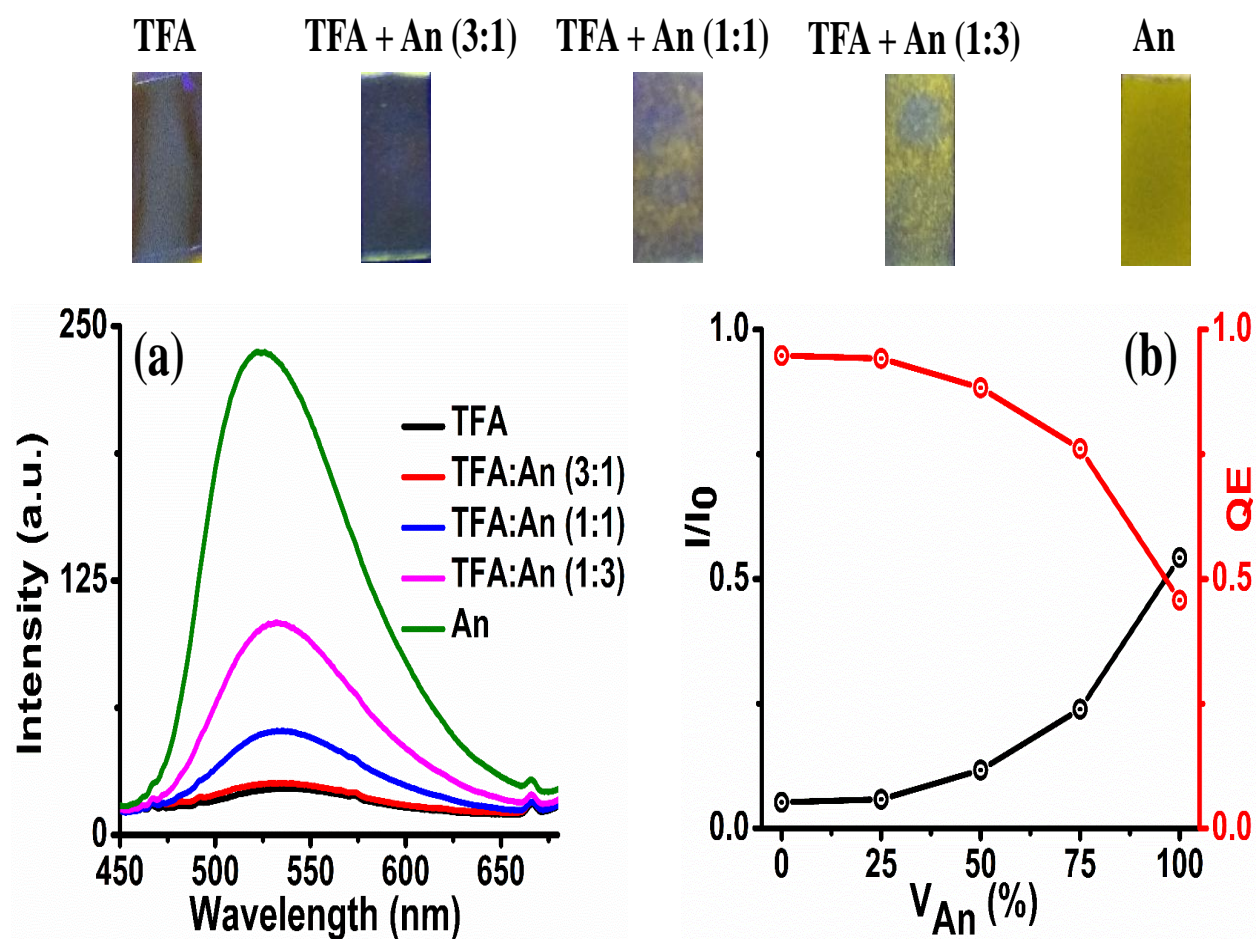 TFA TFA + An (3:1) TFA + An (1:1) TFA + An (1:3) An
(a)
250
125
0
Intensity (a.u.)
TFA
TFA:An (3:1)
TFA:An (1:1)
TFA:An (1:3)
An
450 500 550 600 650
Wavelength (nm)
(b)
1.0
0.5
0.0
I/I0
1.0
0.5
0.0
QE
0 25 50 75 100
VAn (%)